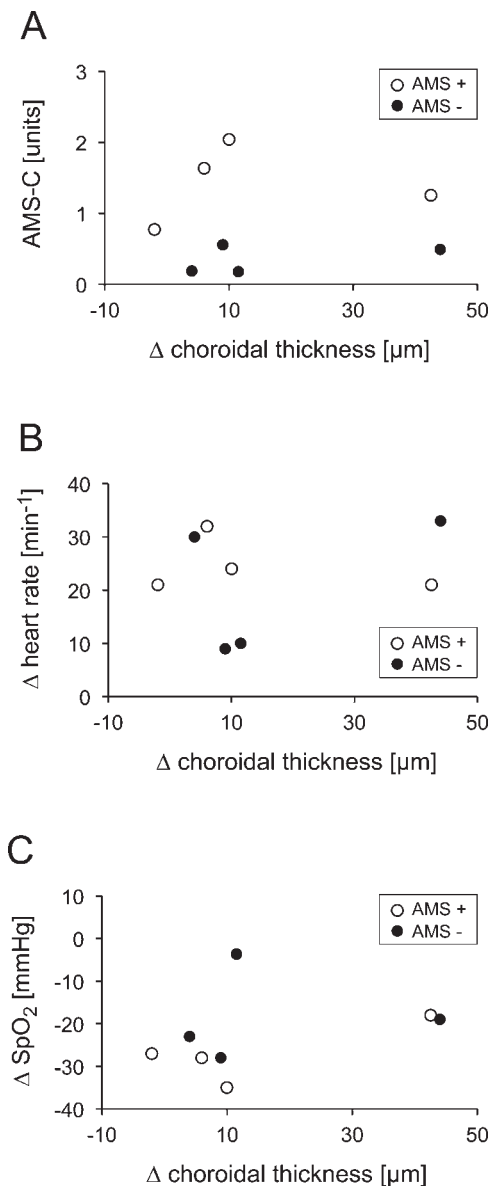 A
AMS-C [units]
3
2
1
0
AMS +
AMS -
-10 10 30 50
Δ choroidal thickness [µm]
B
Δ heart rate [min-1]
40
30
20
10
0
AMS +
AMS -
-10 10 30 50
Δ choroidal thickness [µm]
C
Δ SpO2 [mmHg]
10
0
-10
-20
-30
-40
AMS +
AMS -
-10 10 30 50
Δ choroidal thickness [µm]